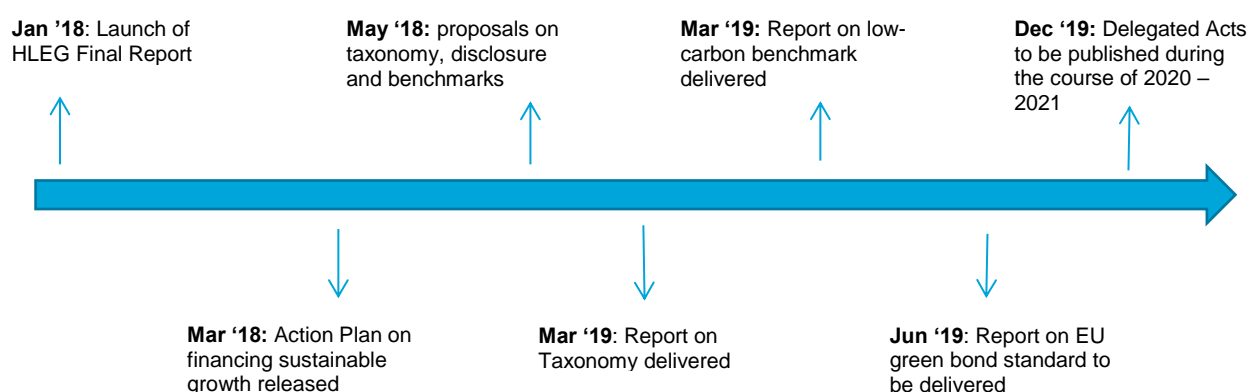 Jan ’18: Launch of
HLEG Final Report
May ’18: proposals on
taxonomy, disclosure
and benchmarks
Mar ’19: Report on low-
carbon benchmark
delivered
Dec ’19: Delegated Acts
to be published during
the course of 2020 –
2021
Mar ‘18: Action Plan on
financing sustainable
growth released
Mar ‘19: Report on
Taxonomy delivered
Jun ‘19: Report on EU
green bond standard to
be delivered